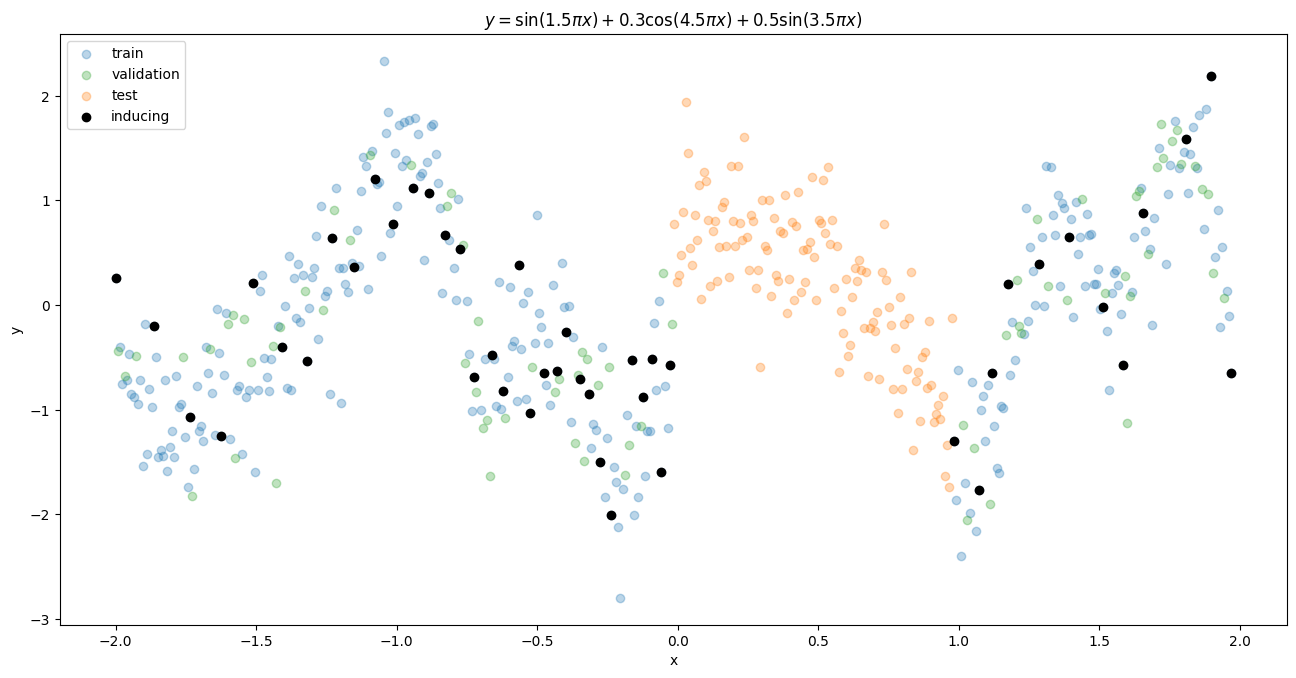 y = sin(1.5πx) + 0.3cos(4.5πx) + 0.5sin(3.5πx)
train
validation
test
inducing
2
1
0
−1
−2
−3
y
−2.0 −1.5 −1.0 −0.5 0.0 0.5 1.0 1.5 2.0
x